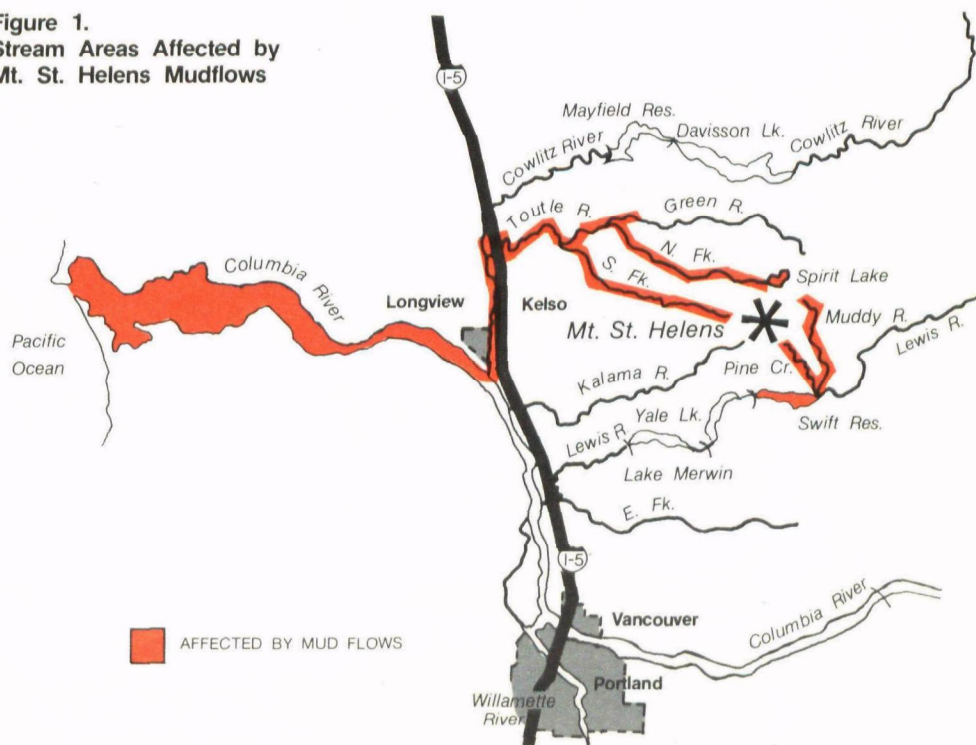 Figure 1.
Stream Areas Affected by
Mt. St. Helens Mudflows
I-5
Mayfield Res.
Davisson Lk.
Cowlitz River
Cowlitz River
Toutle R.
Green R.
N. Fk.
S. Fk.
Spirit Lake
Columbia River
Longview
Kelso
Mt. St. Helens
Muddy R.
Lewis R.
Pacific
Ocean
Pine Cr.
Kalama R.
Yale Lk.
Swift Res.
Lewis R.
Lake Merwin
E. Fk.
I-5
AFFECTED BY MUD FLOWS
Vancouver
Columbia River
Portland
Willamette
River